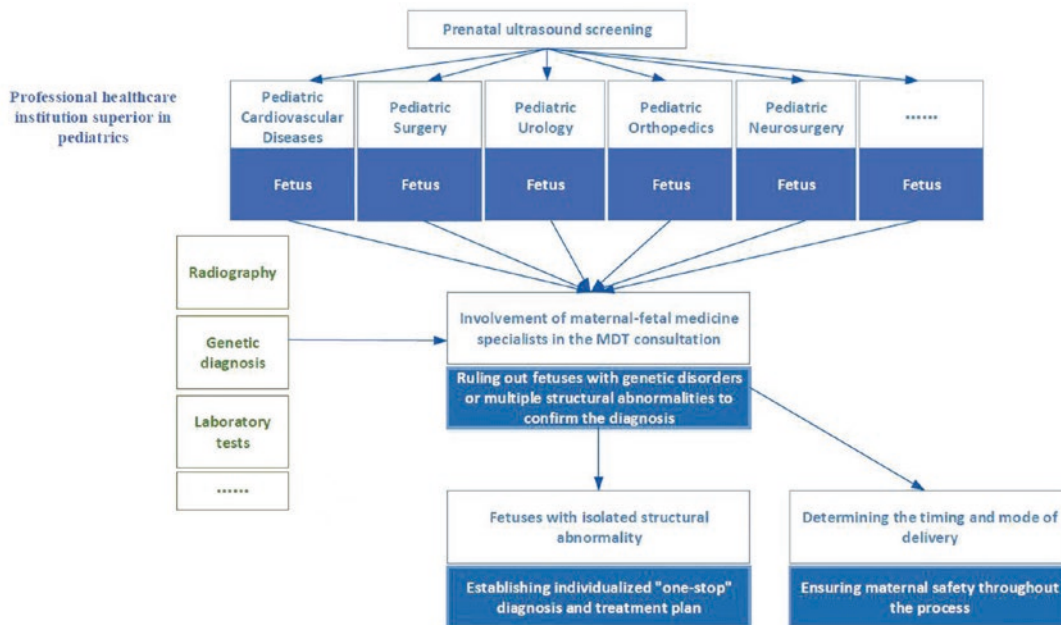 Prenatal ultrasound screening
Professional healthcare
institution superior in
pediatrics
Pediatric
Cardiovascular
Diseases
Pediatric
Surgery
Pediatric
Urology
Pediatric
Orthopedics
Pediatric
Neurosurgery
......
Fetus
Fetus
Fetus
Fetus
Fetus
Fetus
Radiography
Genetic
diagnosis
Laboratory
tests
......
Involvement of maternal-fetal medicine
specialists in the MDT consultation
Ruling out fetuses with genetic disorders
or multiple structural abnormalities to
confirm the diagnosis
Fetuses with isolated structural
abnormality
Establishing individualized "one-stop"
diagnosis and treatment plan
Determining the timing and mode of
delivery
Ensuring maternal safety throughout
the process